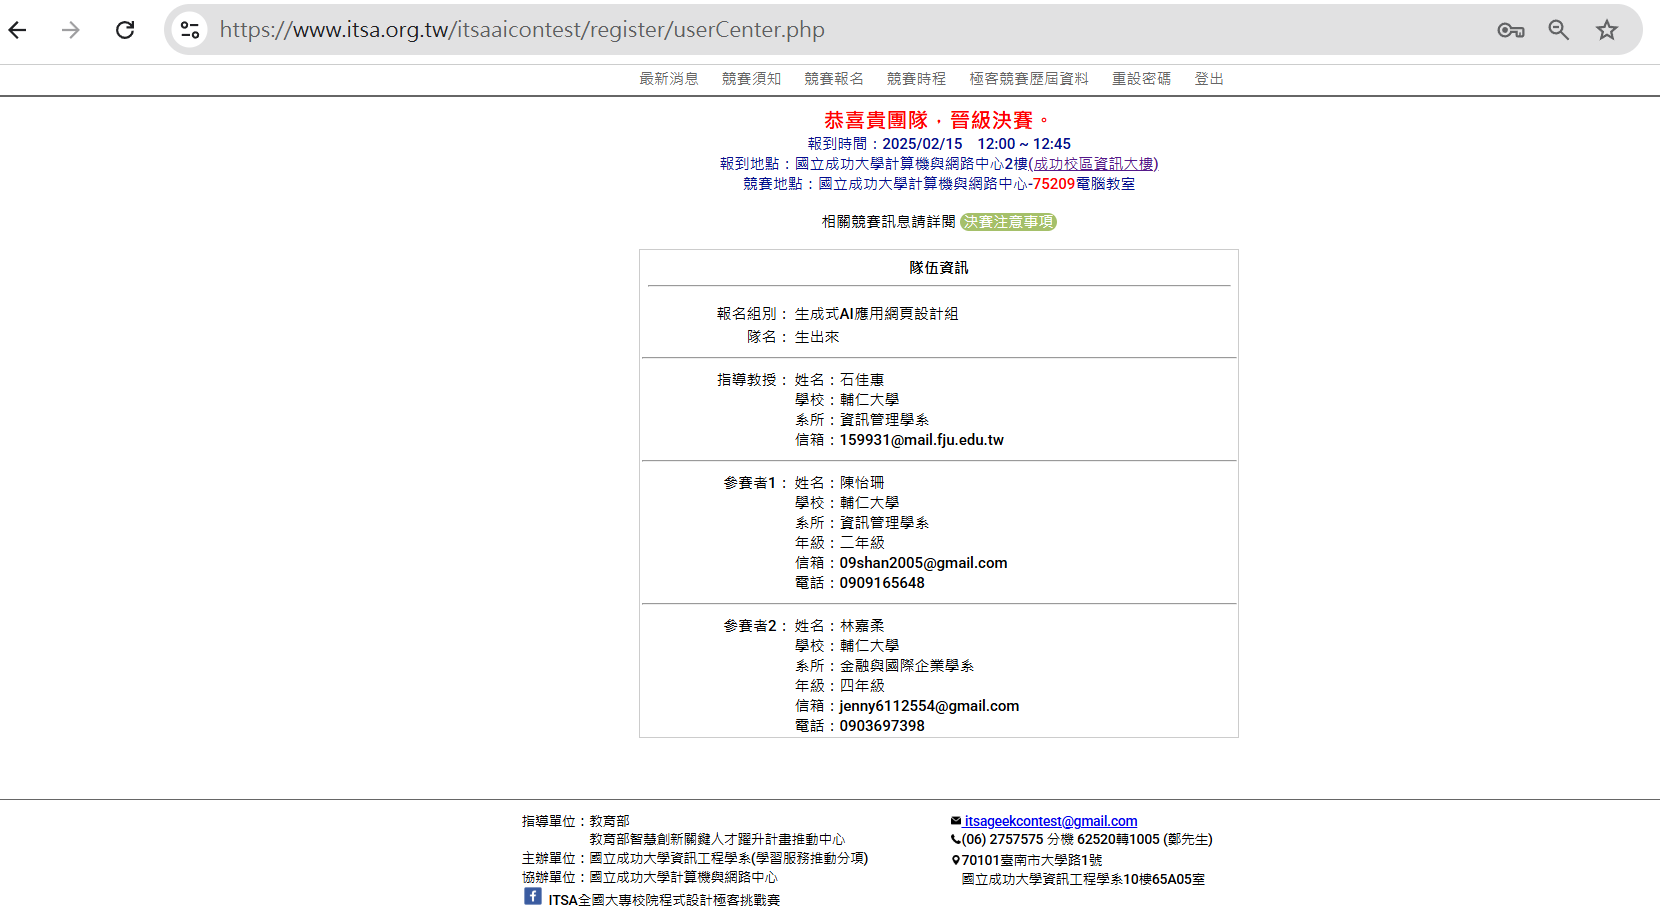 https://www.itsa.org.tw/itsaaicontest/register/userCenter.php
最新消息 競賽須知 競賽報名 競賽時程 極客競賽歷屆資料 重設密碼 登出
恭喜貴團隊，晉級決賽。
報到時間：2025/02/15 12:00 ~ 12:45
報到地點：國立成功大學計算機與網路中心2樓(成功校區資訊大樓)
競賽地點：國立成功大學計算機與網路中心-75209電腦教室
相關競賽訊息請詳閱 決賽注意事項
隊伍資訊
報名組別：生成式AI應用網頁設計組
隊名：生出來
指導教授：姓名：石佳惠
學校：輔仁大學
系所：資訊管理學系
信箱：159931@mail.fju.edu.tw
參賽者1：姓名：陳怡珊
學校：輔仁大學
系所：資訊管理學系
年級：二年級
信箱：09shan2005@gmail.com
電話：0909165648
參賽者2：姓名：林嘉柔
學校：輔仁大學
系所：金融與國際企業學系
年級：四年級
信箱：jenny6112554@gmail.com
電話：0903697398
指導單位：教育部
教育部智慧創新關鍵人才躍升計畫推動中心
主辦單位：國立成功大學資訊工程學系(學習服務推動分項)
協辦單位：國立成功大學計算機與網路中心
ITSA全國大專校院程式設計極客挑戰賽
itsageekcontest@gmail.com
(06) 2757575 分機 62520轉1005 (鄭先生)
70101臺南市大學路1號
國立成功大學資訊工程學系10樓65A05室